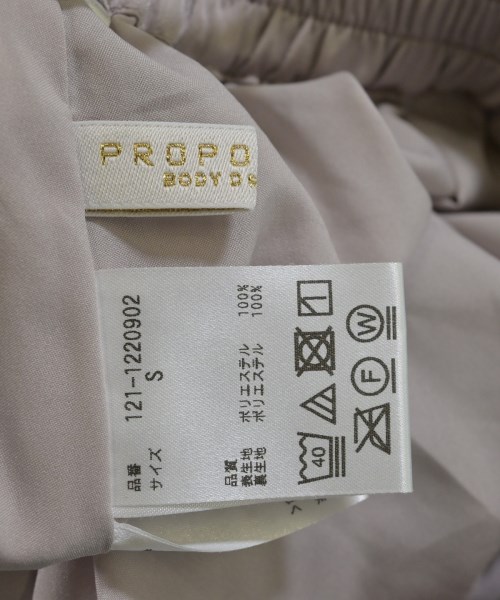 PROPO
BODY D
品番 121-1220902
サイズ S
品質
表生地 ポリエステル 100%
裏生地 ポリエステル 100%
40
F
W